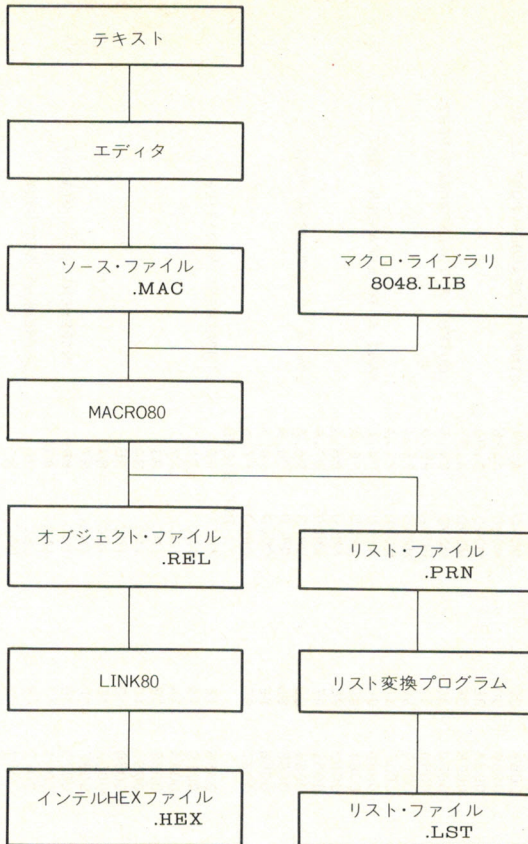 テキスト
エディタ
ソース・ファイル
.MAC
マクロ・ライブラリ
8048. LIB
MACRO80
オブジェクト・ファイル
.REL
リスト・ファイル
.PRN
LINK80
リスト変換プログラム
インテルHEXファイル
.HEX
リスト・ファイル
.LST